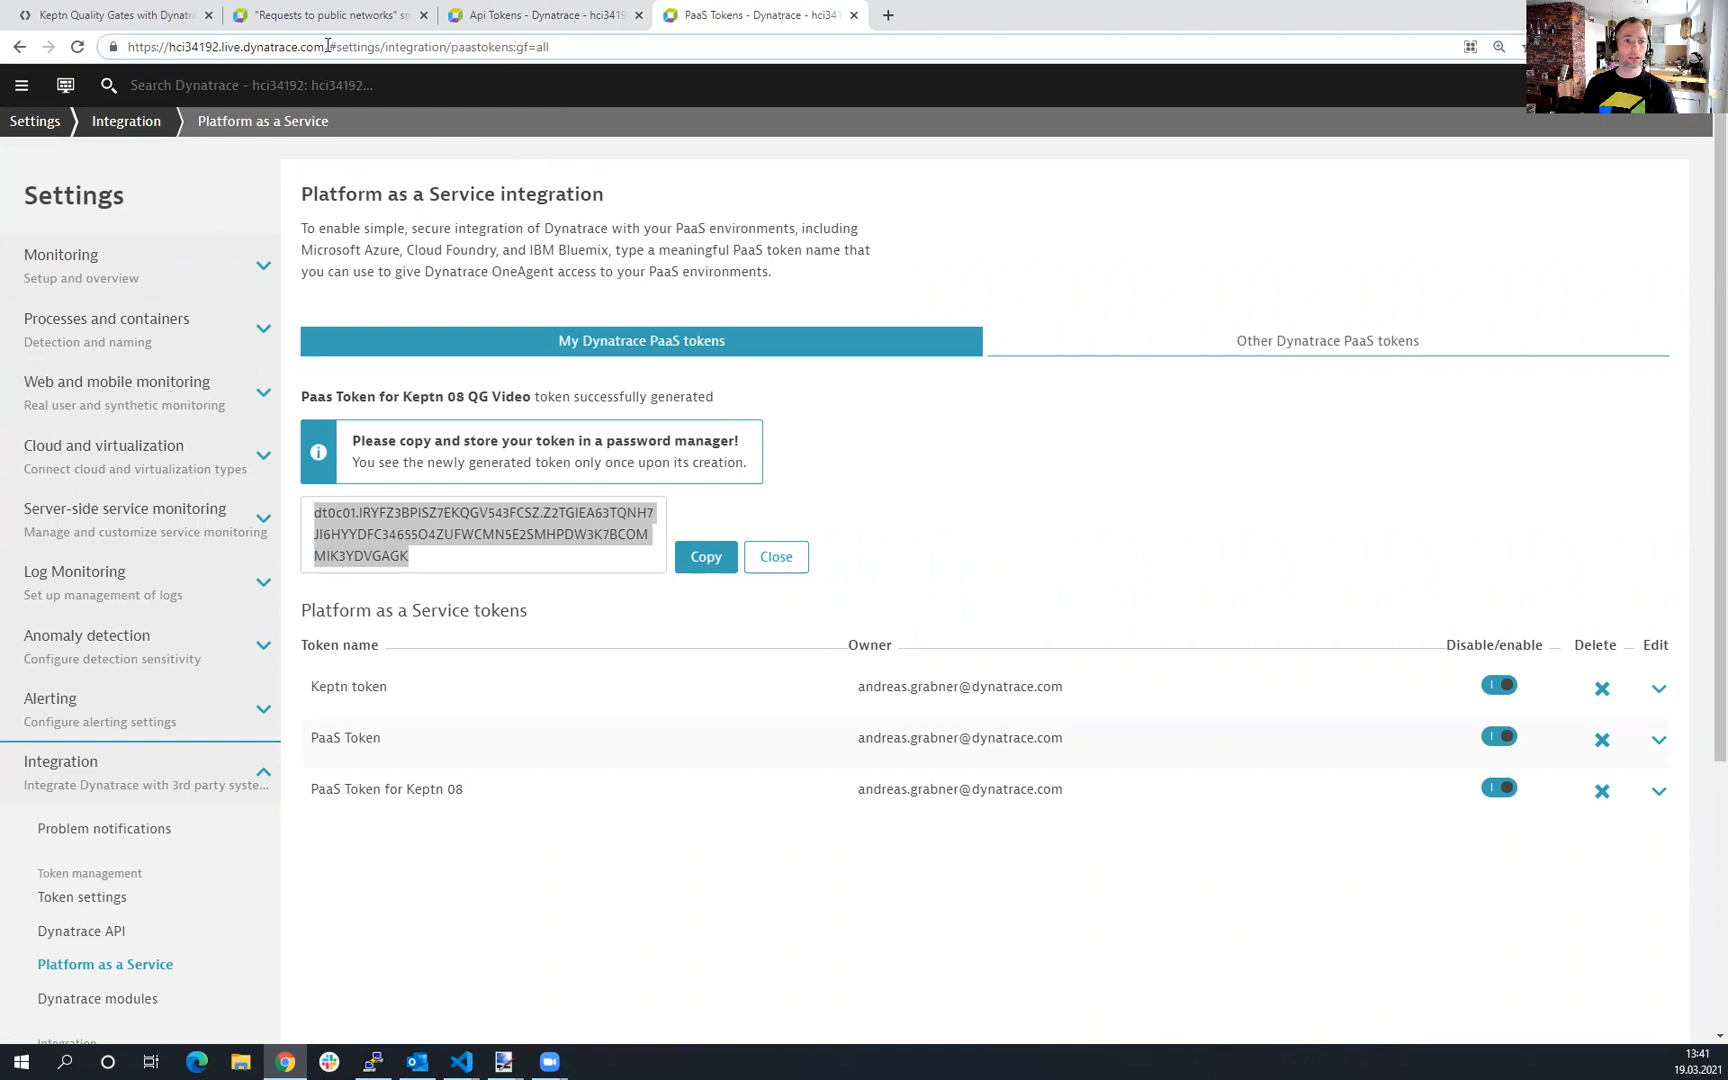 Keptn Quality Gates with Dynatra
"Requests to public networks" sn
Api Tokens - Dynatrace - hci3419
PaaS Tokens - Dynatrace - hci341
https://hci34192.live.dynatrace.com/#settings/integration/paastokens;gf=all
Search Dynatrace - hci34192: hci34192...
Settings
Integration
Platform as a Service
Settings
Monitoring
Setup and overview
Processes and containers
Detection and naming
Web and mobile monitoring
Real user and synthetic monitoring
Cloud and virtualization
Connect cloud and virtualization types
Server-side service monitoring
Manage and customize service monitoring
Log Monitoring
Set up management of logs
Anomaly detection
Configure detection sensitivity
Alerting
Configure alerting settings
Integration
Integrate Dynatrace with 3rd party syste...
Problem notifications
Token management
Token settings
Dynatrace API
Platform as a Service
Dynatrace modules
Platform as a Service integration
To enable simple, secure integration of Dynatrace with your PaaS environments, including
Microsoft Azure, Cloud Foundry, and IBM Bluemix, type a meaningful PaaS token name that
you can use to give Dynatrace OneAgent access to your PaaS environments.
My Dynatrace PaaS tokens
Other Dynatrace PaaS tokens
Paas Token for Keptn 08 QG Video token successfully generated
Please copy and store your token in a password manager!
You see the newly generated token only once upon its creation.
dt0c01.IRYFZ3BPISZ7EKQGV543FCSZ.Z2TGIEA63TQNH7
JI6HYYDFC34655O4ZUFWCMN5E2SMHPDW3K7BCOM
MIK3YDVGAGK
Copy
Close
Platform as a Service tokens
Token name
Owner
Disable/enable
Delete
Edit
Keptn token
andreas.grabner@dynatrace.com
PaaS Token
andreas.grabner@dynatrace.com
PaaS Token for Keptn 08
andreas.grabner@dynatrace.com
13:41
19.03.2021